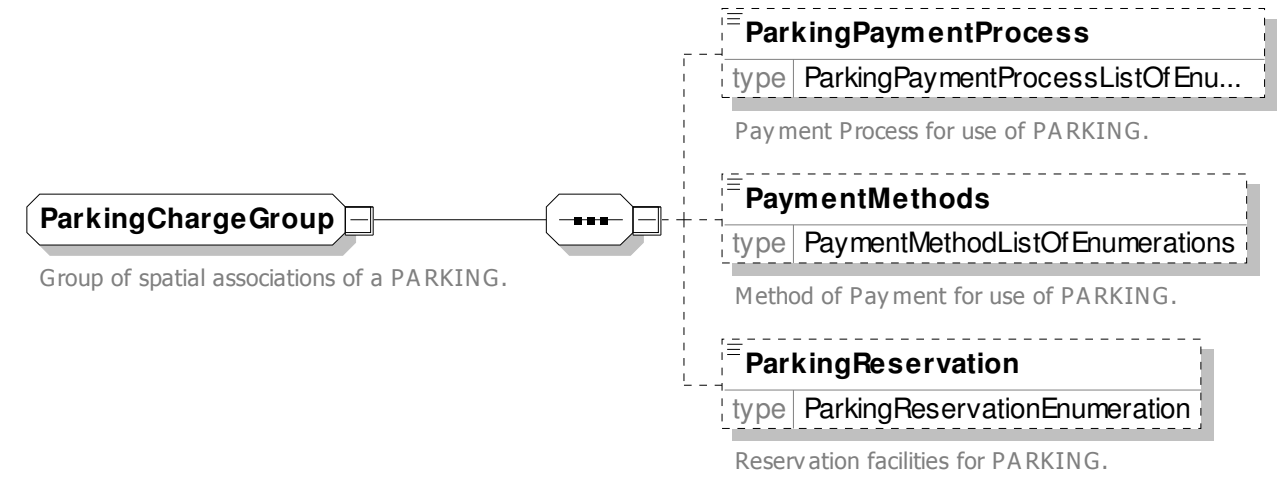 ParkingPaymentProcess
type ParkingPaymentProcessListOfEnu...
Payment Process for use of PARKING.
PaymentMethods
type PaymentMethodListOfEnumerations
Method of Payment for use of PARKING.
ParkingChargeGroup
Group of spatial associations of a PARKING.
ParkingReservation
type ParkingReservationEnumeration
Reservation facilities for PARKING.